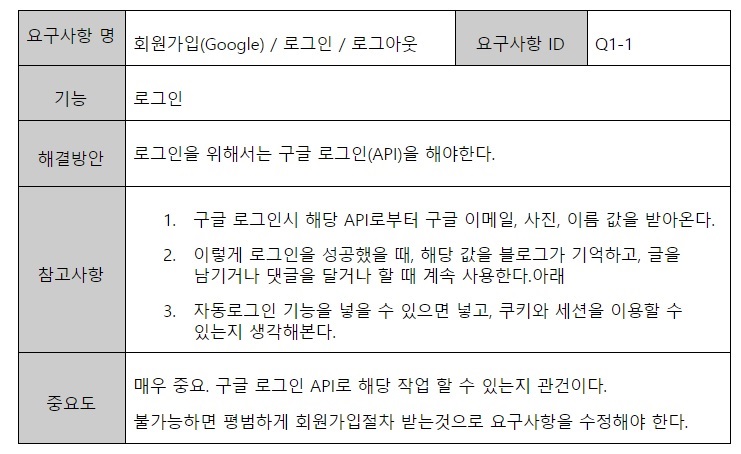 요구사항 명 회원가입(Google) / 로그인 / 로그아웃 요구사항 ID Q1-1
기능 로그인
해결방안 로그인을 위해서는 구글 로그인(API)을 해야한다.
참고사항
1. 구글 로그인시 해당 API로부터 구글 이메일, 사진, 이름 값을 받아온다.
2. 이렇게 로그인을 성공했을 때, 해당 값을 블로그가 기억하고, 글을
남기거나 댓글을 달거나 할 때 계속 사용한다.아래
3. 자동로그인 기능을 넣을 수 있으면 넣고, 쿠키와 세션을 이용할 수
있는지 생각해본다.
중요도
매우 중요. 구글 로그인 API로 해당 작업 할 수 있는지 관건이다.
불가능하면 평범하게 회원가입절차 받는것으로 요구사항을 수정해야 한다.